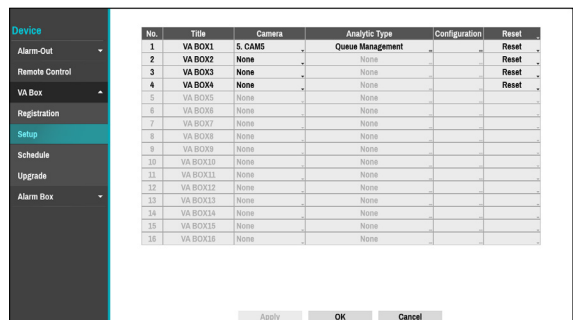 Device
Alarm-Out
Remote Control
VA Box
Registration
Setup
Schedule
Upgrade
Alarm Box
No. Title Camera Analytic Type Configuration Reset
1 VA BOX1 5. CAM5 Queue Management ... Reset
2 VA BOX2 None None ... Reset
3 VA BOX3 None None ... Reset
4 VA BOX4 None None ... Reset
5 VA BOX5 None None
6 VA BOX6 None None
7 VA BOX7 None None
8 VA BOX8 None None
9 VA BOX9 None None
10 VA BOX10 None None
11 VA BOX11 None None
12 VA BOX12 None None
13 VA BOX13 None None
14 VA BOX14 None None
15 VA BOX15 None None
16 VA BOX16 None None
Apply OK Cancel